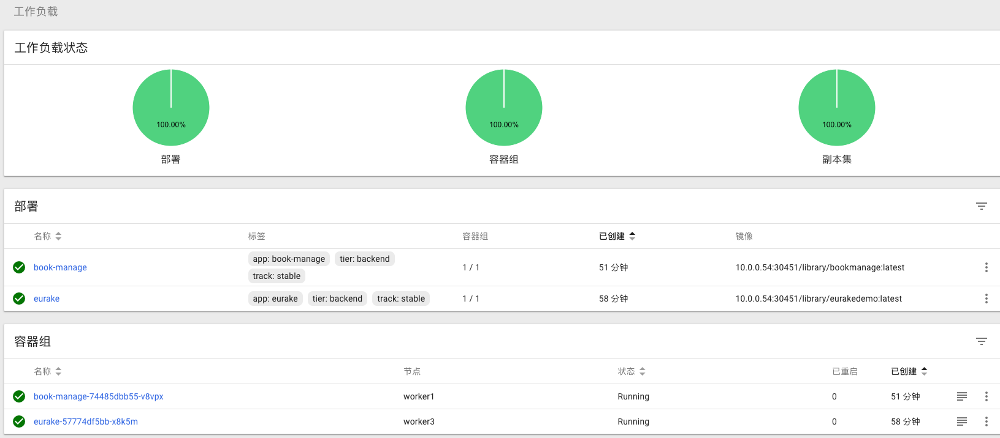 工作负载
工作负载状态
100.00% 100.00% 100.00%
部署 容器组 副本集
部署
名称 标签 容器组 已创建 镜像
book-manage app: book-manage tier: backend track: stable 1 / 1 51 分钟 10.0.0.54:30451/library/bookmanage:latest
eurake app: eurake tier: backend track: stable 1 / 1 58 分钟 10.0.0.54:30451/library/eurakedemo:latest
容器组
名称 节点 状态 已重启 已创建
book-manage-74485dbb55-v8vpx worker1 Running 0 51 分钟
eurake-57774df5bb-x8k5m worker3 Running 0 58 分钟